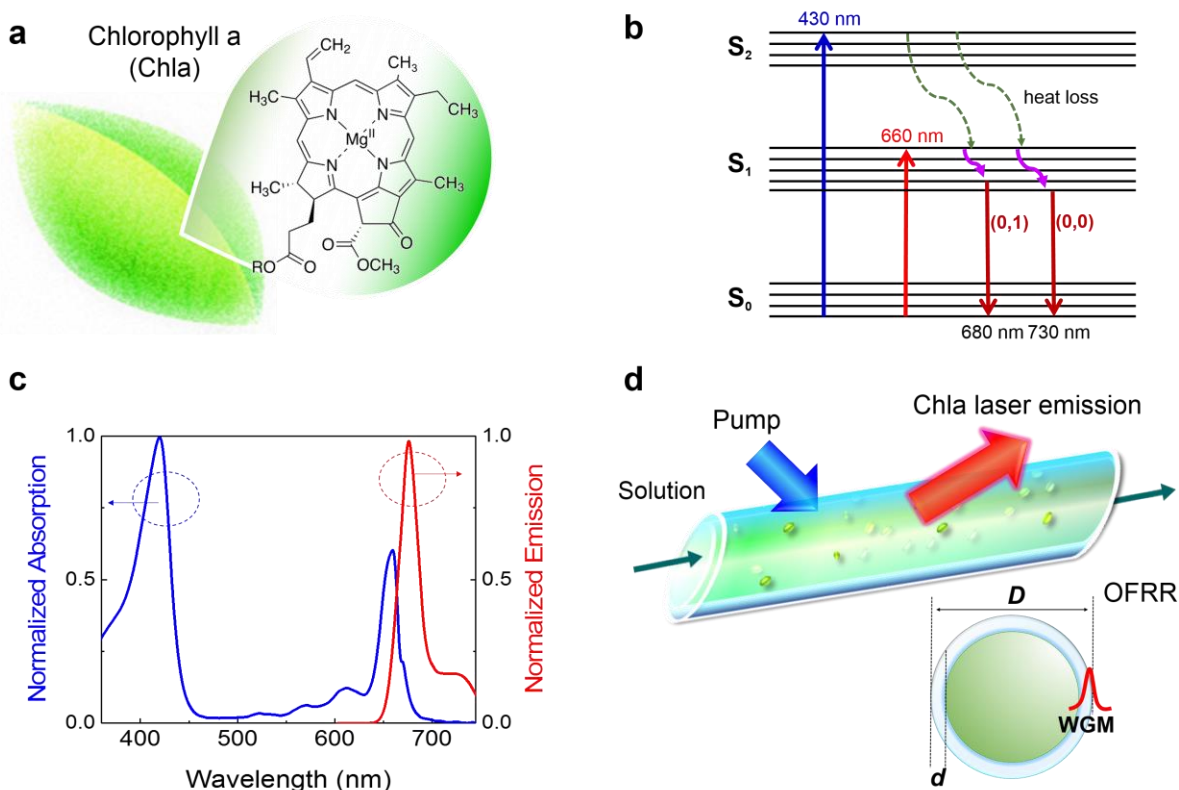 a
Chlorophyll a
(Chla)
CH2
CH3
H3C
CH3
N
N
MgII
N
N
H3C
CH3
RO
O
O
O
OCH3
b
430 nm
S2
heat loss
660 nm
S1
(0,1)
(0,0)
S0
680 nm
730 nm
c
1.0
1.0
Normalized Absorption
0.5
0.5
Normalized Emission
0.0
0.0
400
500
600
700
Wavelength (nm)
d
Chla laser emission
Pump
Solution
D
OFRR
WGM
d